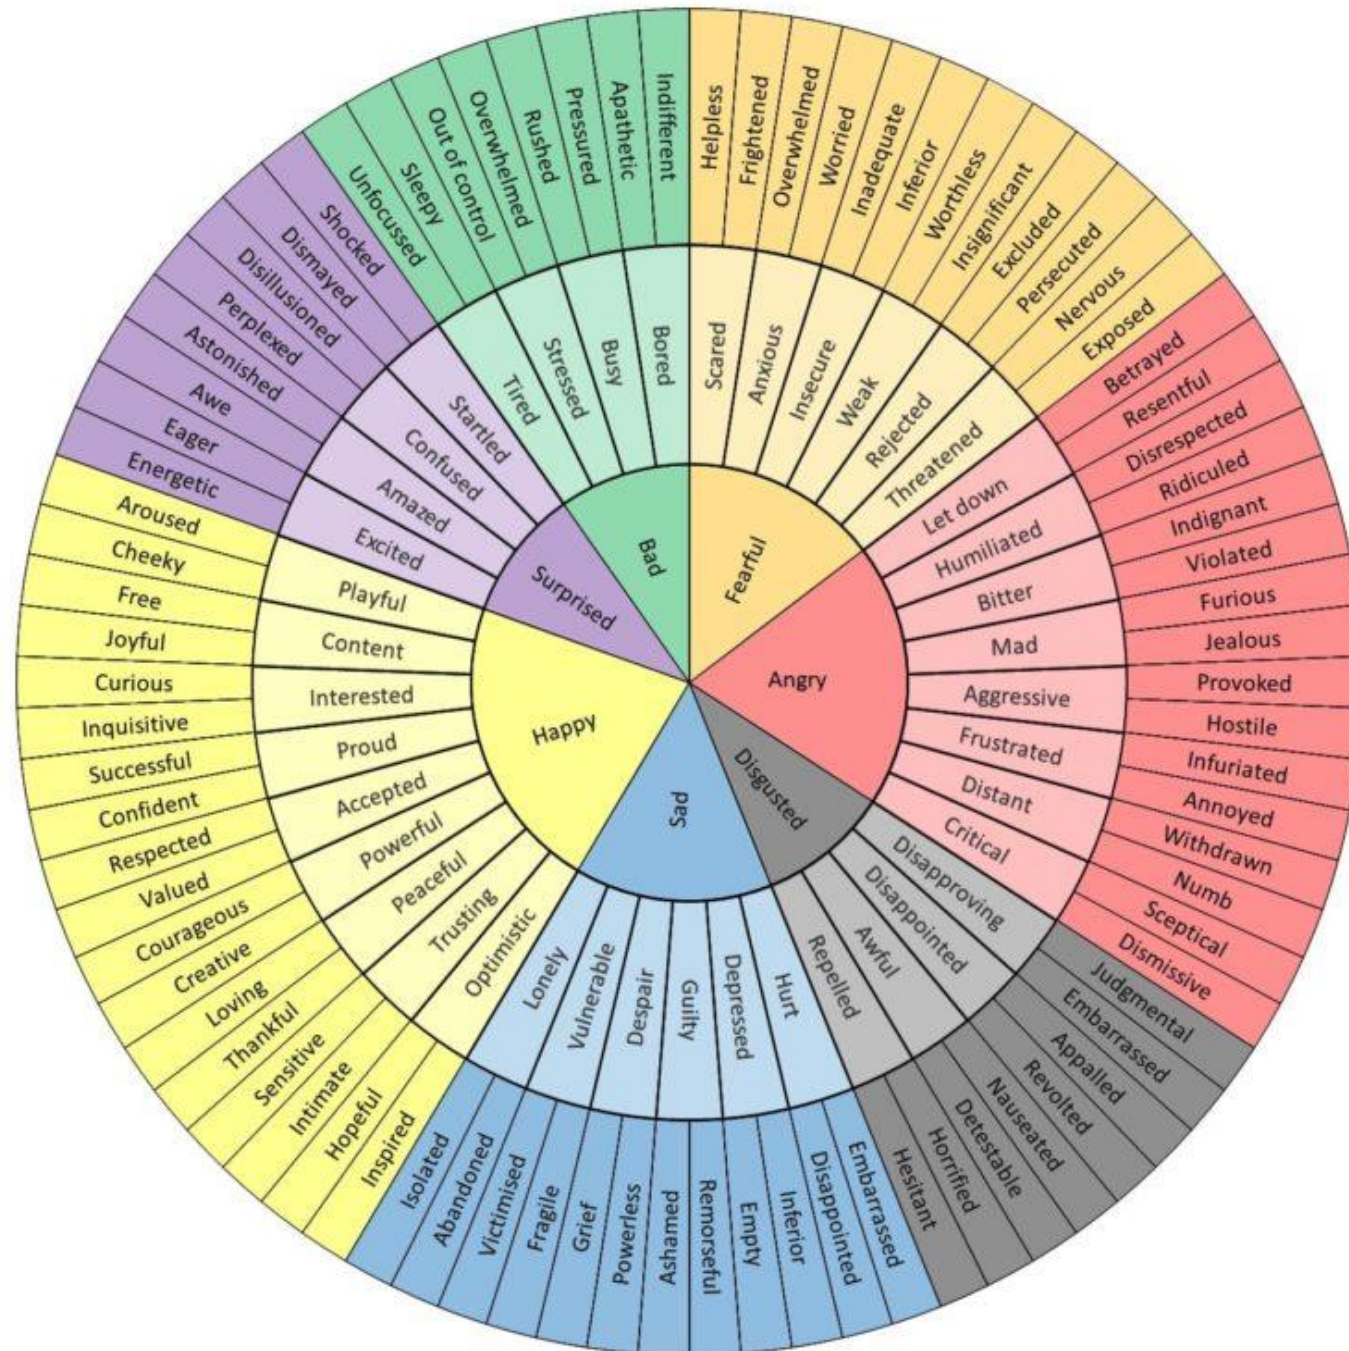 Fearful
Scared
Helpless
Frightened
Anxious
Overwhelmed
Worried
Insecure
Inadequate
Inferior
Weak
Worthless
Insignificant
Rejected
Excluded
Persecuted
Threatened
Nervous
Exposed
Angry
Let down
Betrayed
Resentful
Humiliated
Disrespected
Ridiculed
Bitter
Indignant
Violated
Mad
Furious
Jealous
Aggressive
Provoked
Hostile
Frustrated
Infuriated
Annoyed
Distant
Withdrawn
Numb
Critical
Sceptical
Dismissive
Disgusted
Disapproving
Judgmental
Embarrassed
Disappointed
Appalled
Revolted
Awful
Nauseated
Detestable
Repelled
Horrified
Hesitant
Sad
Hurt
Embarrassed
Disappointed
Depressed
Inferior
Empty
Guilty
Remorseful
Ashamed
Despair
Powerless
Grief
Vulnerable
Fragile
Victimised
Lonely
Abandoned
Isolated
Happy
Optimistic
Inspired
Hopeful
Trusting
Intimate
Sensitive
Peaceful
Thankful
Loving
Powerful
Creative
Courageous
Accepted
Valued
Respected
Proud
Confident
Successful
Interested
Inquisitive
Curious
Content
Joyful
Free
Playful
Cheeky
Aroused
Surprised
Excited
Energetic
Eager
Amazed
Awe
Astonished
Confused
Perplexed
Disillusioned
Startled
Dismayed
Shocked
Bad
Tired
Unfocussed
Sleepy
Stressed
Out of control
Overwhelmed
Busy
Rushed
Pressured
Bored
Apathetic
Indifferent